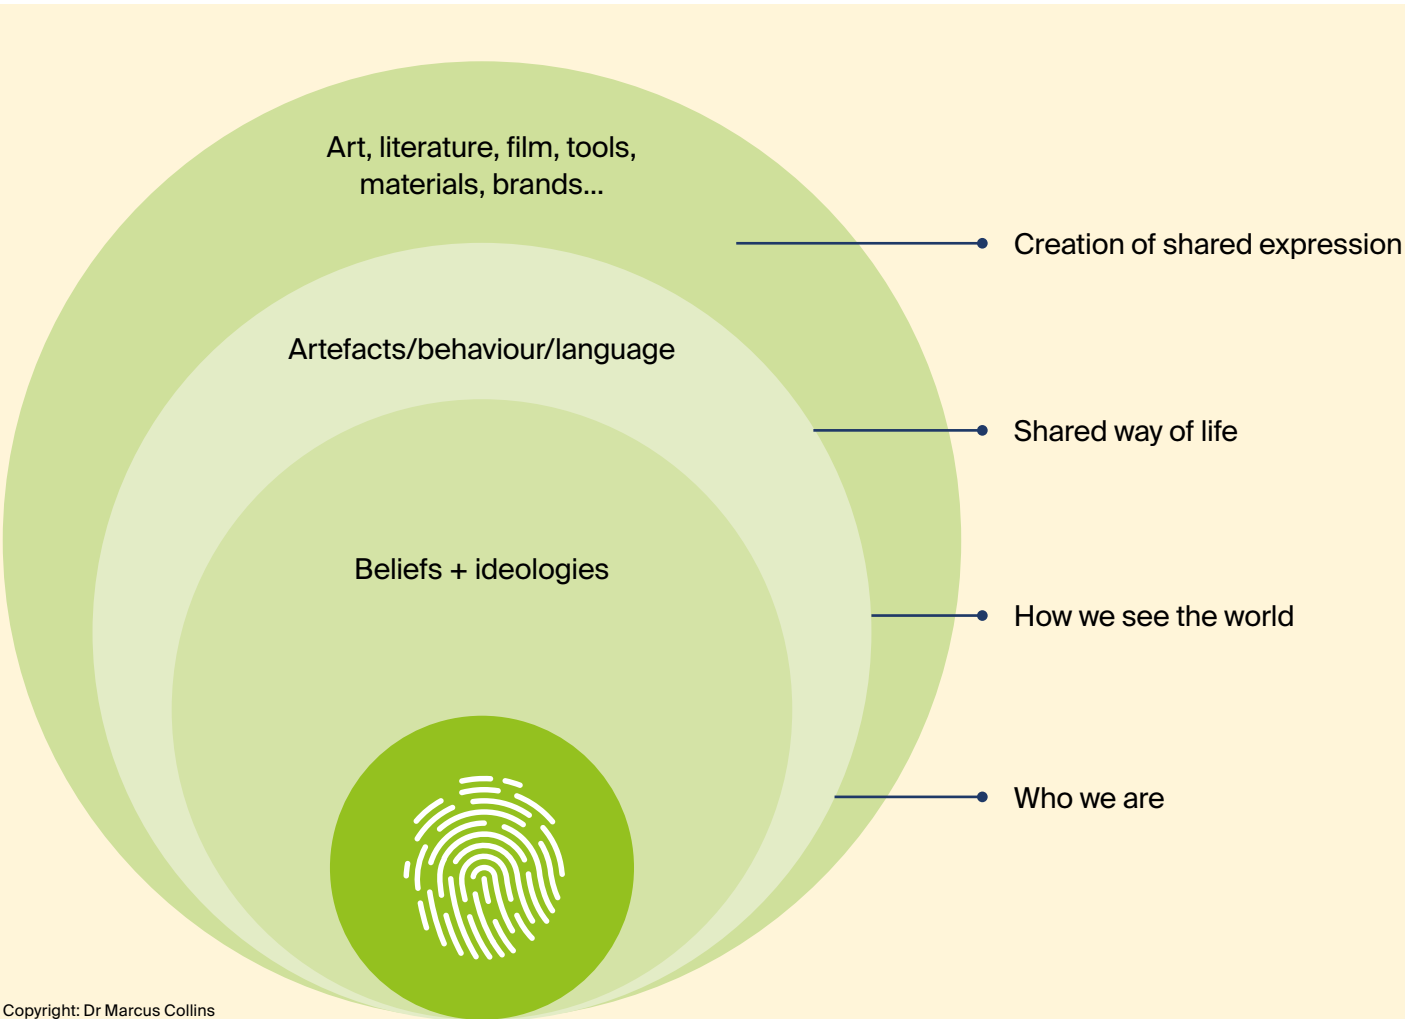 Art, literature, film, tools,
materials, brands...
Creation of shared expression
Artefacts/behaviour/language
Shared way of life
Beliefs + ideologies
How we see the world
Who we are
Copyright: Dr Marcus Collins